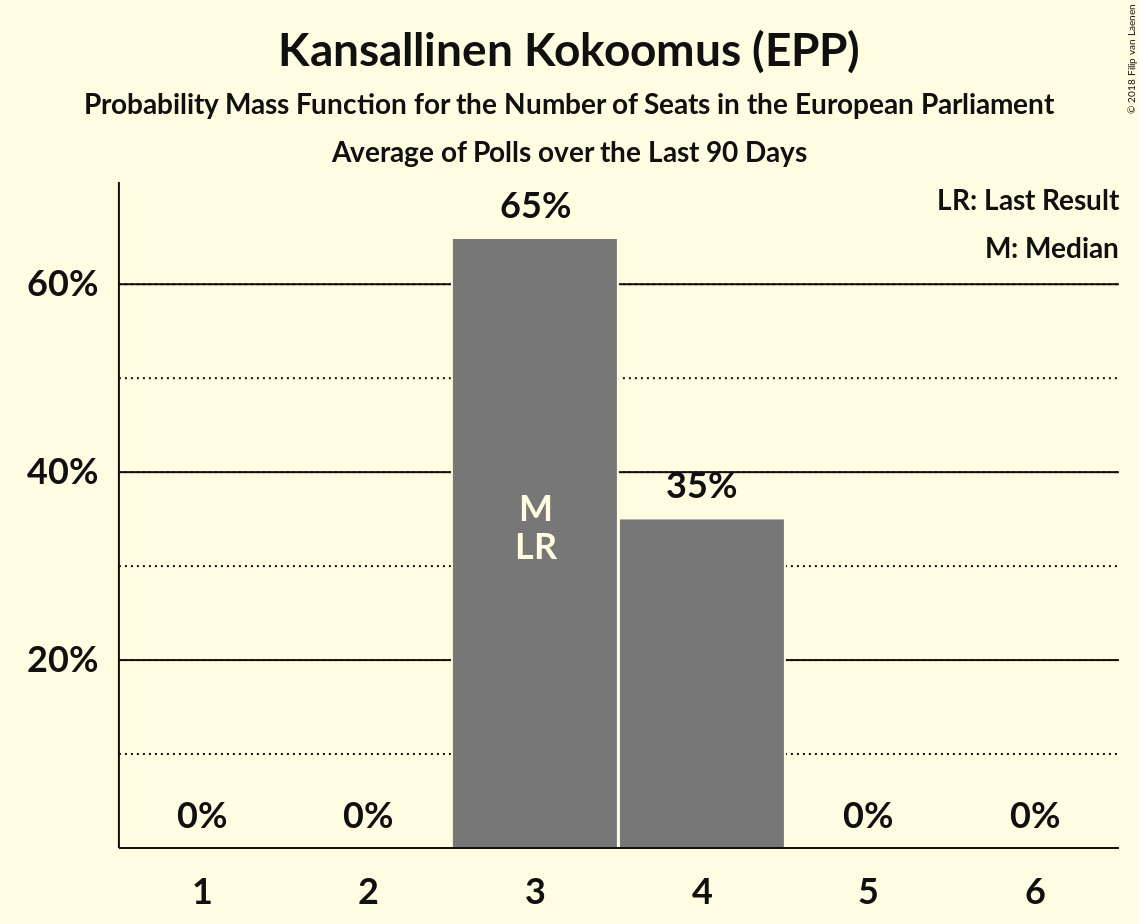 Kansallinen Kokoomus (EPP)
Probability Mass Function for the Number of Seats in the European Parliament
Average of Polls over the Last 90 Days
© 2018 Filip van Laenen
LR: Last Result
M: Median
60%
40%
20%
65%
35%
M
LR
0%
0%
0%
0%
1
2
3
4
5
6